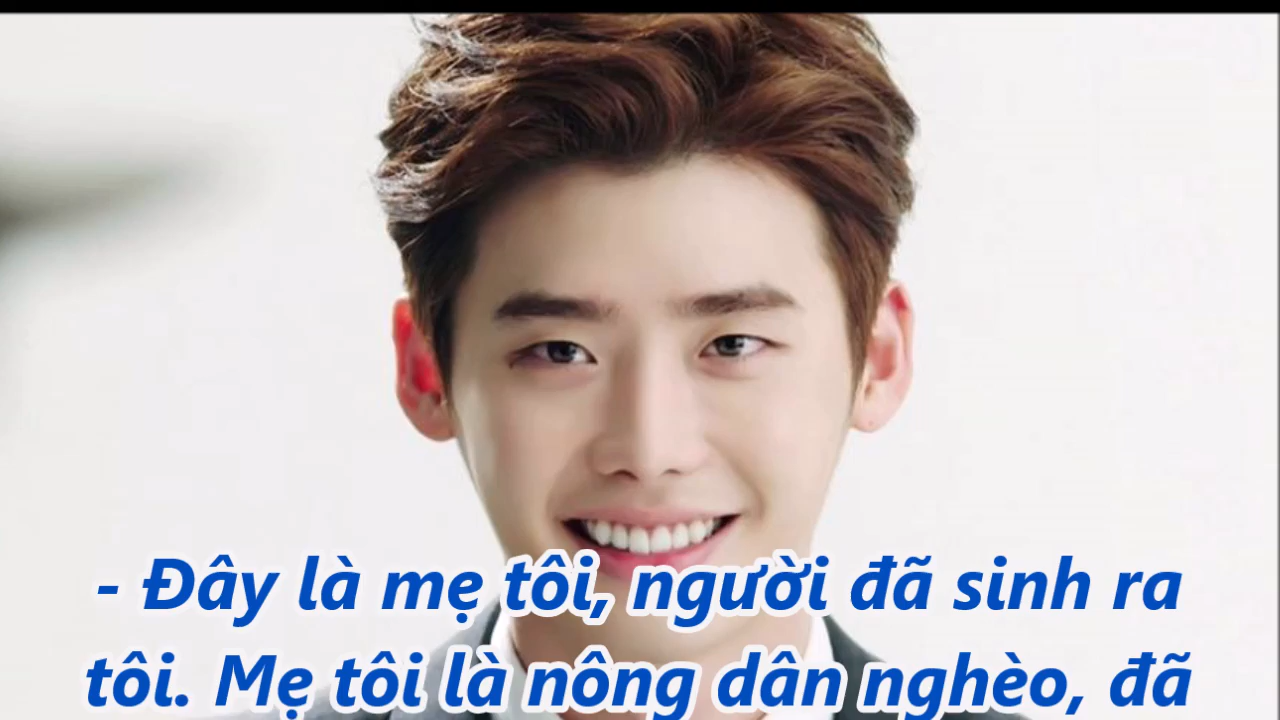 - Đây là mẹ tôi, người đã sinh ra
tôi. Mẹ tôi là nông dân nghèo, đã